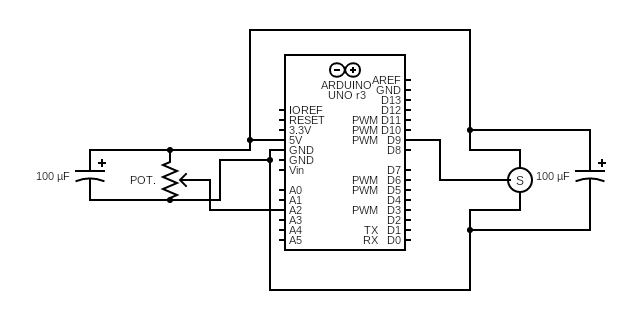 AREF
ARDUINO
GND
UNO r3
D13
IOREF D12
RESET PWM D11
3.3V PWM D10
5V PWM D9
GND D8
GND
Vin D7
100 µF + POT. PWM D6 S 100 µF +
A0 PWM D5
A1 D4
A2 PWM D3
A3 D2
A4 TX D1
A5 RX D0